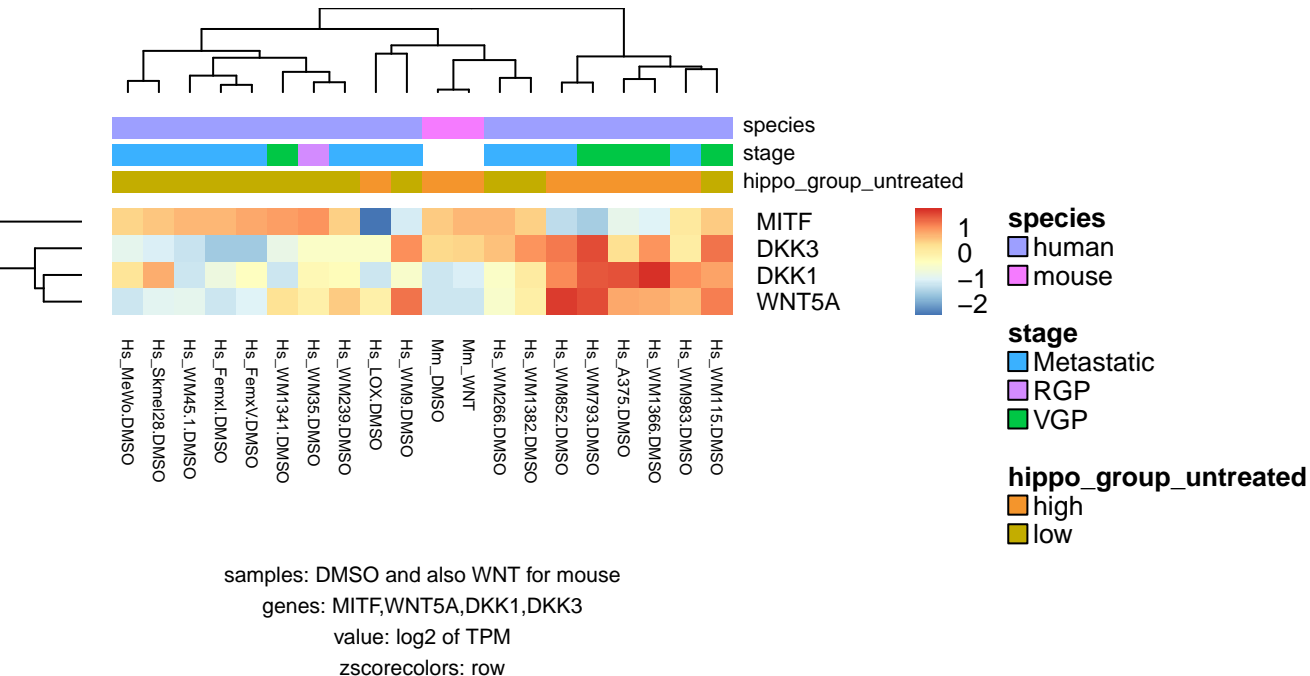 species
stage
hippo_group_untreated
MITF
DKK3
DKK1
WNT5A
1
0
−1
−2
species
human
mouse
stage
Metastatic
RGP
VGP
hippo_group_untreated
high
low
Hs_MeWo.DMSO
Hs_Skmel28.DMSO
Hs_WM45.1.DMSO
Hs_FemxI.DMSO
Hs_FemxV.DMSO
Hs_WM1341.DMSO
Hs_WM35.DMSO
Hs_WM239.DMSO
Hs_LOX.DMSO
Hs_WM9.DMSO
Mm_DMSO
Mm_WNT
Hs_WM266.DMSO
Hs_WM1382.DMSO
Hs_WM852.DMSO
Hs_WM793.DMSO
Hs_A375.DMSO
Hs_WM1366.DMSO
Hs_WM983.DMSO
Hs_WM115.DMSO
samples: DMSO and also WNT for mouse
genes: MITF,WNT5A,DKK1,DKK3
value: log2 of TPM
zscorecolors: row